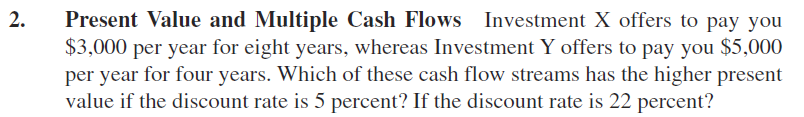 2. Present Value and Multiple Cash Flows Investment X offers to pay you
$3,000 per year for eight years, whereas Investment Y offers to pay you $5,000
per year for four years. Which of these cash flow streams has the higher present
value if the discount rate is 5 percent? If the discount rate is 22 percent?